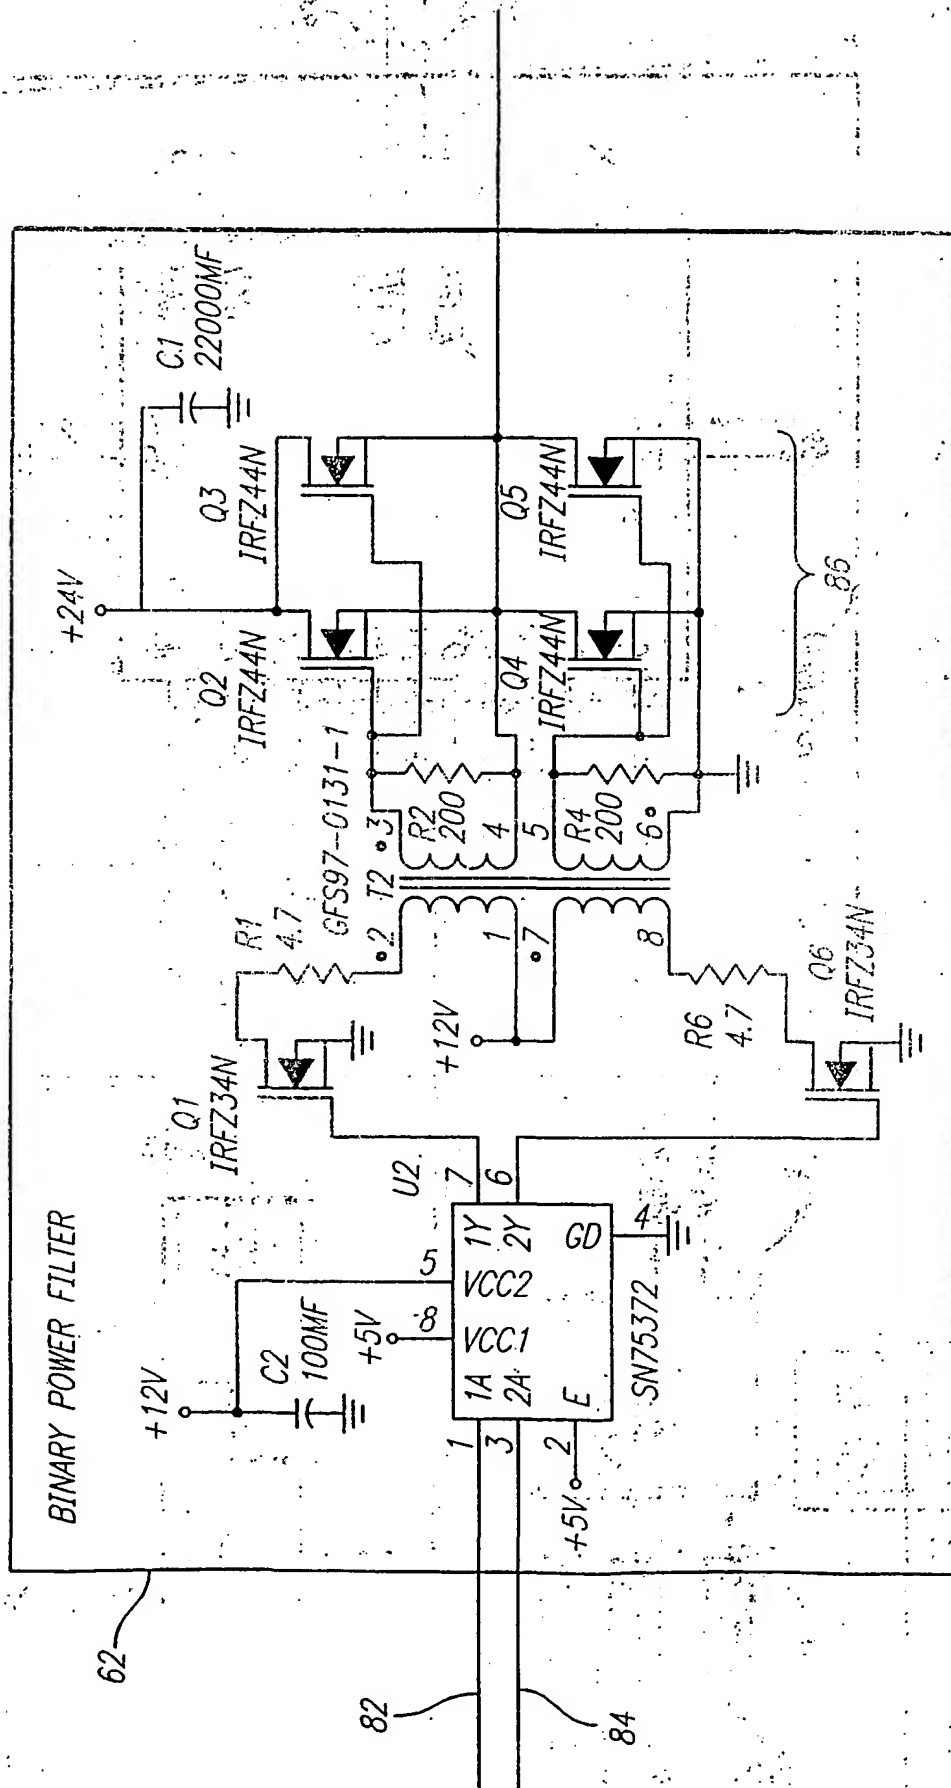 BINARY POWER FILTER
62
82
84
+12V
C2
100MF
+5V
8
5
VCC2
VCC1
1A
2A
E
1Y
2Y
GD
1
3
2
+5V
7
6
4
U2
SN75372
Q1
IRFZ34N
R1
4.7
GFS97-0131-1
T2
2
1
7
8
3
4
5
6
+12V
R6
4.7
Q6
IRFZ34N
R2
200
R4
200
+24V
C1
22000MF
Q2
IRFZ44N
Q3
IRFZ44N
Q4
IRFZ44N
Q5
IRFZ44N
86